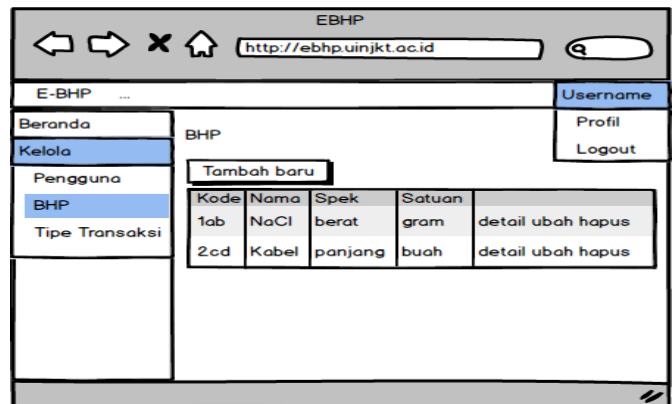 EBHP
http://ebhp.uinjkt.ac.id
E-BHP ...
Username
Profil
Logout
Beranda
Kelola
Pengguna
BHP
Tipe Transaksi
BHP
Tambah baru
Kode Nama Spek Satuan
1ab NaCl berat gram detail ubah hapus
2cd Kabel panjang buah detail ubah hapus